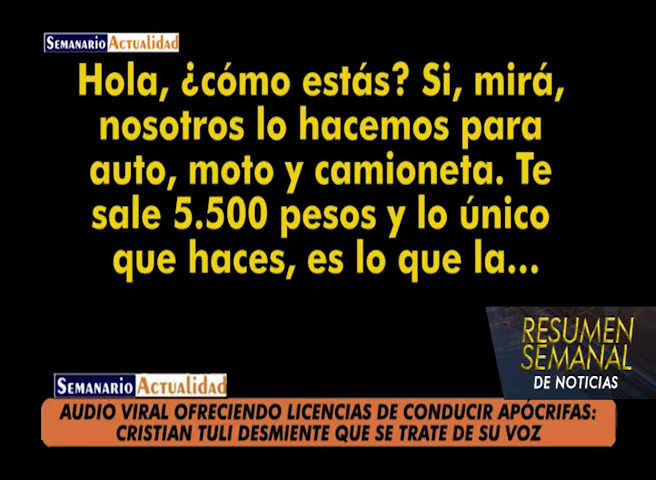 SEMANARIO ACTUALIDAD
Hola, ¿cómo estás? Si, mirá,
nosotros lo hacemos para
auto, moto y camioneta. Te
sale 5.500 pesos y lo único
que haces, es lo que la...
RESUMEN
SEMANAL
DE NOTICIAS
SEMANARIO ACTUALIDAD
AUDIO VIRAL OFRECIENDO LICENCIAS DE CONDUCIR APÓCRIFAS:
CRISTIAN TULI DESMIENTE QUE SE TRATE DE SU VOZ